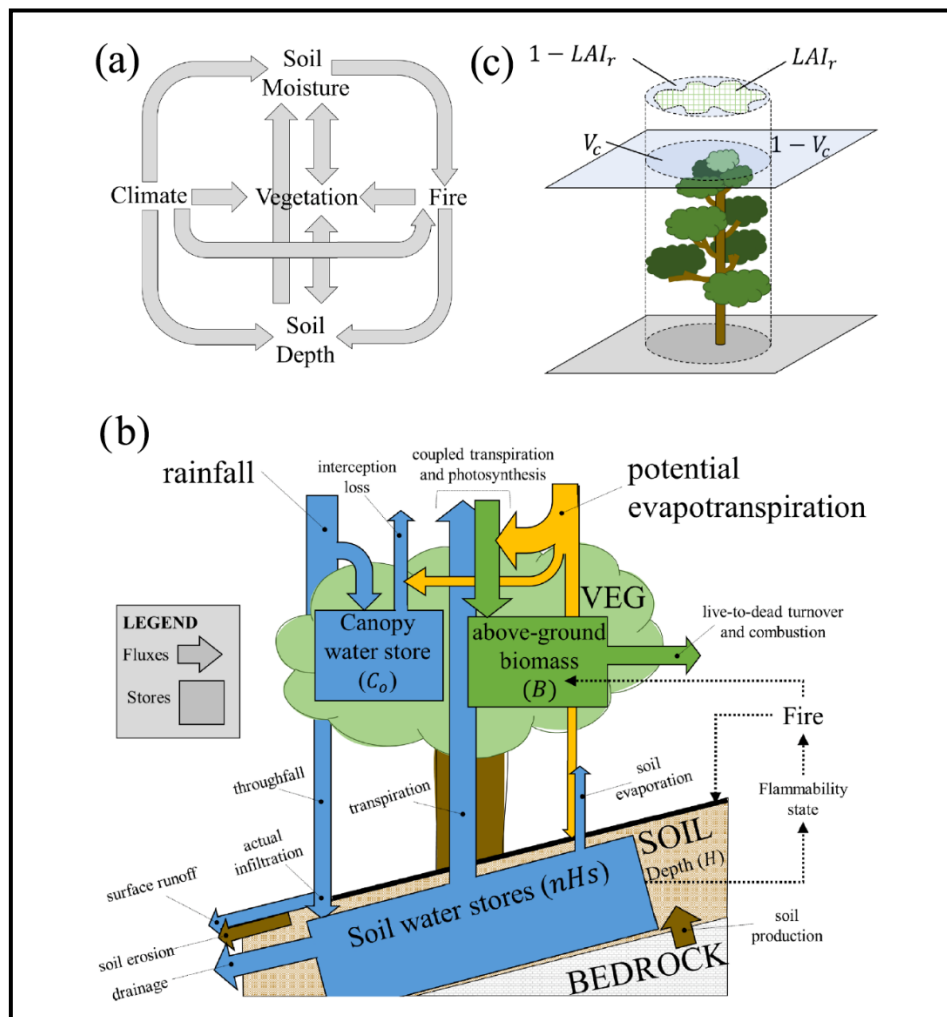 (a)
Soil
Moisture
Climate
Vegetation
Fire
Soil
Depth
(c)
1 − LAI_r
LAI_r
V_c
1 − V_c
(b)
rainfall
interception
loss
coupled transpiration
and photosynthesis
potential
evapotranspiration
LEGEND
Fluxes
Stores
VEG
Canopy
water store
(C_o)
above-ground
biomass
(B)
live-to-dead turnover
and combustion
Fire
Flammability
state
throughfall
transpiration
soil
evaporation
actual
infiltration
surface runoff
soil erosion
drainage
SOIL
Depth (H)
Soil water stores (nHs)
soil
production
BEDROCK